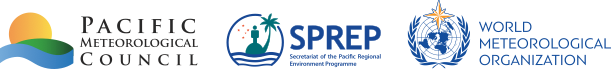 PACIFIC
METEOROLOGICAL
COUNCIL
SPREP
Secretariat of the Pacific Regional
Environment Programme
WORLD
METEOROLOGICAL
ORGANIZATION